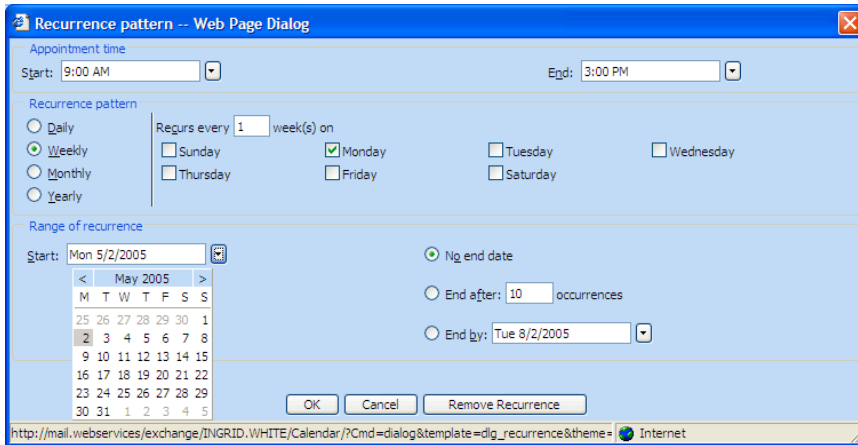 Recurrence pattern -- Web Page Dialog
Appointment time
Start: 9:00 AM End: 3:00 PM
Recurrence pattern
Daily Recurs every 1 week(s) on
Weekly Sunday Monday Tuesday Wednesday
Monthly Thursday Friday Saturday
Yearly
Range of recurrence
Start: Mon 5/2/2005 No end date
< May 2005 >
M T W T F S S
End after: 10 occurrences
25 26 27 28 29 30 1
2 3 4 5 6 7 8
End by: Tue 8/2/2005
9 10 11 12 13 14 15
16 17 18 19 20 21 22
23 24 25 26 27 28 29
30 31 1 2 3 4 5
OK Cancel Remove Recurrence
http://mail.webservices/exchange/INGRID.WHITE/Calendar/?Cmd=dialog&template=dlg_recurrence&theme= Internet